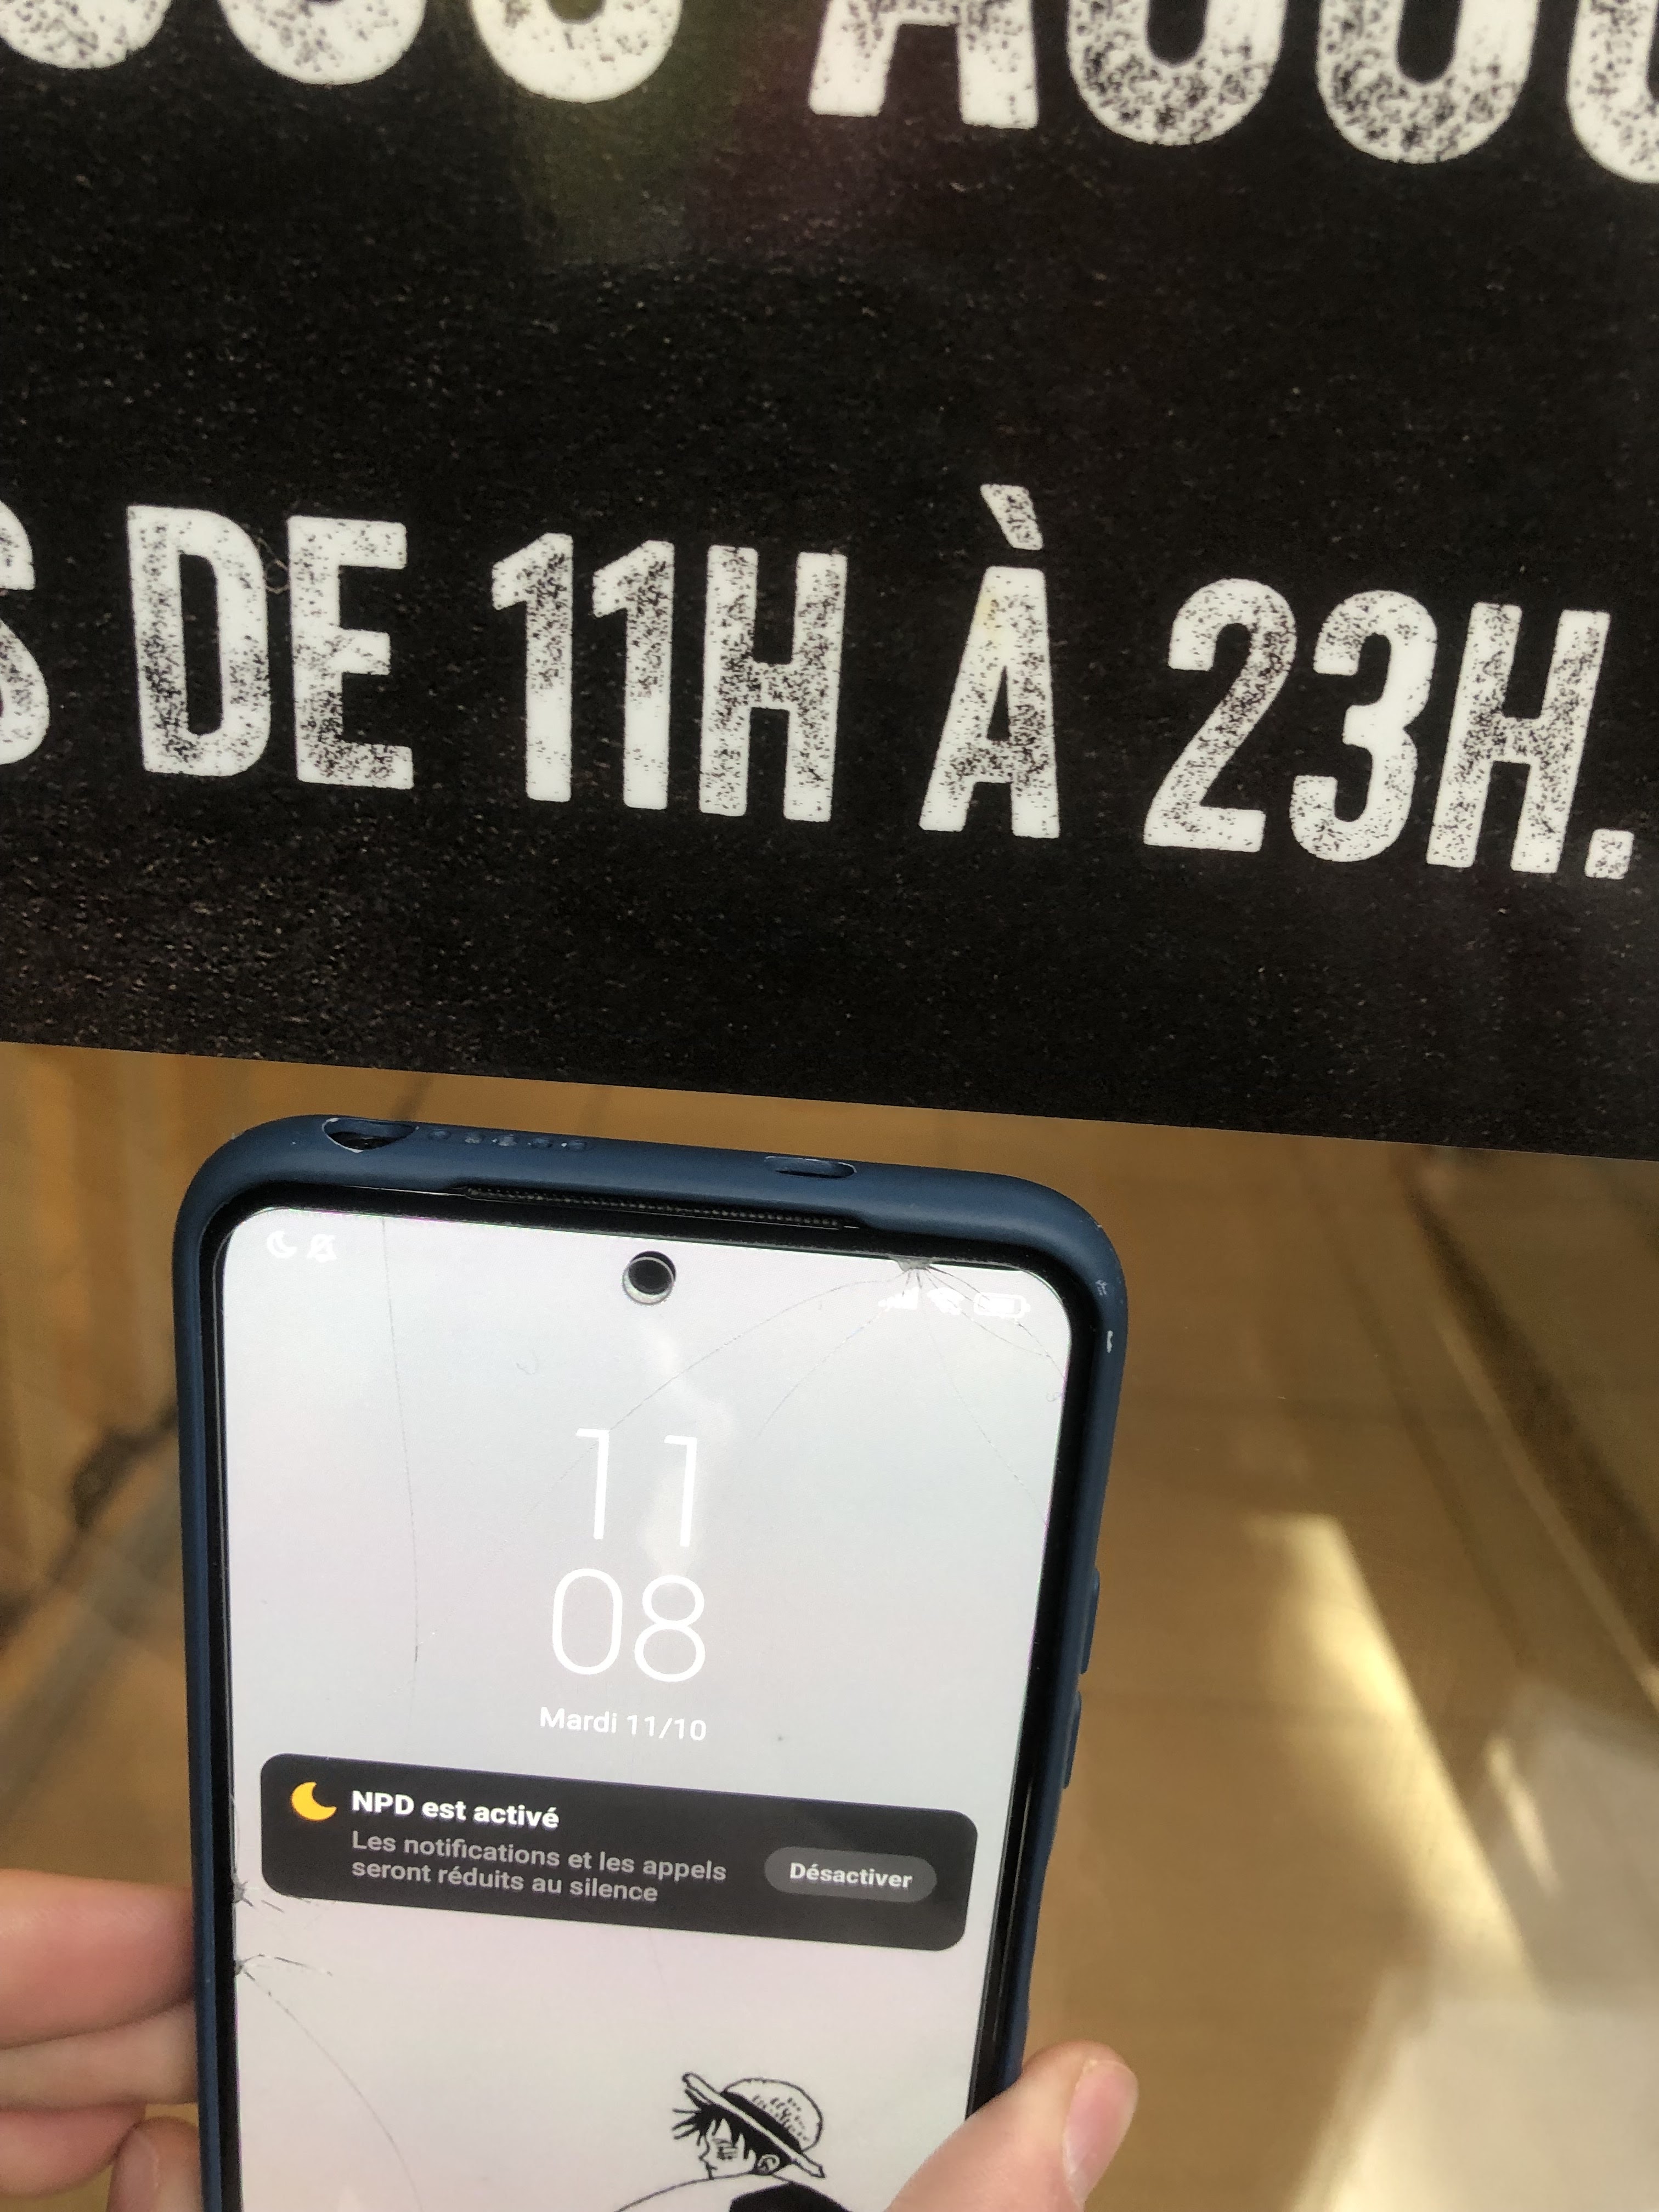 DE 11H À 23H.
11
08
Mardi 11/10
NPD est activé
Les notifications et les appels
seront réduits au silence
Désactiver